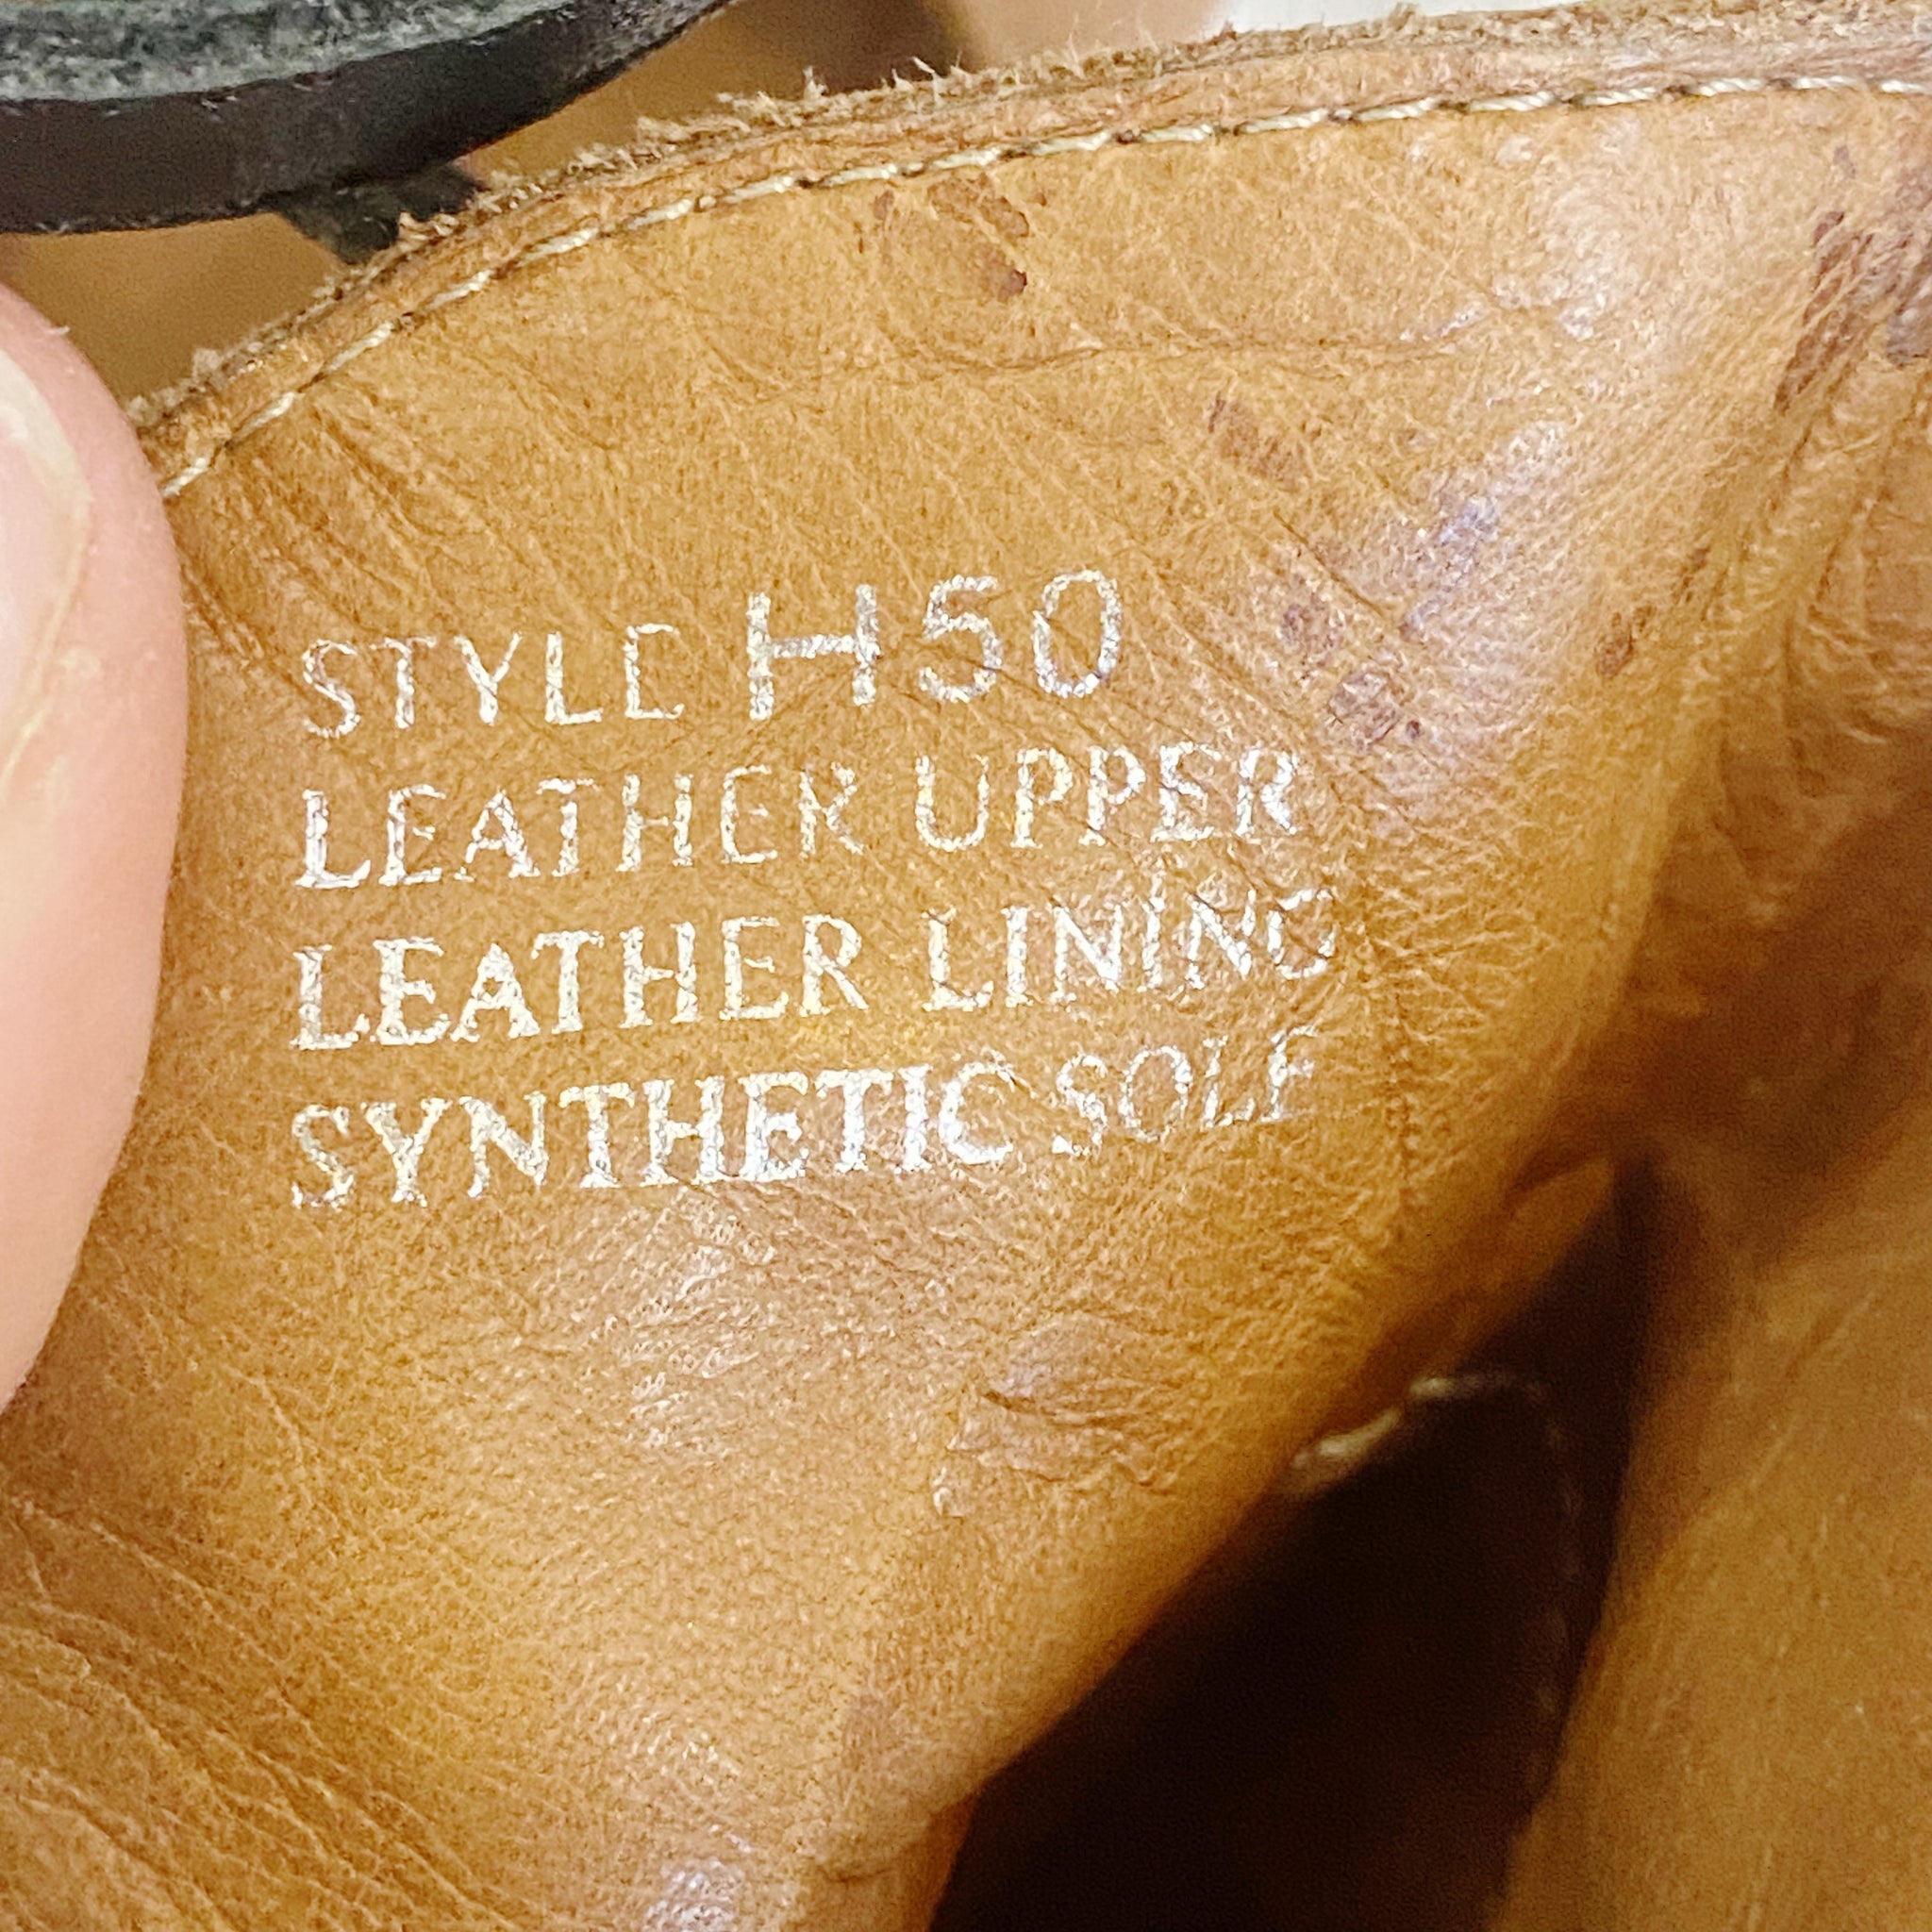 STYLE H50
LEATHER UPPER
LEATHER LINING
SYNTHETIC SOLE